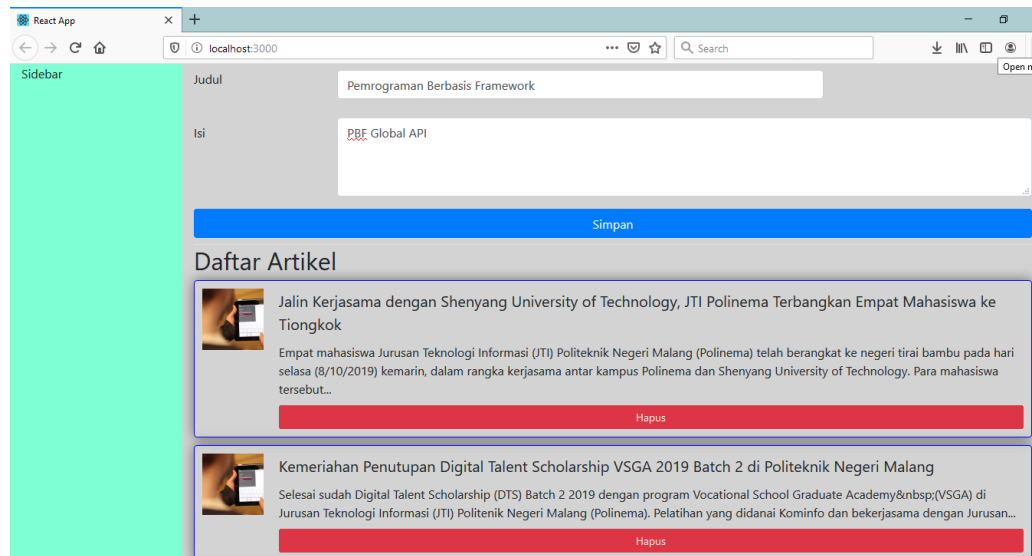 React App
localhost:3000
Search
Open n
Sidebar
Judul
Pemrograman Berbasis Framework
Isi
PBF Global API
Simpan
Daftar Artikel
Jalin Kerjasama dengan Shenyang University of Technology, JTI Polinema Terbangkan Empat Mahasiswa ke
Tiongkok
Empat mahasiswa Jurusan Teknologi Informasi (JTI) Politeknik Negeri Malang (Polinema) telah berangkat ke negeri tirai bambu pada hari
selasa (8/10/2019) kemarin, dalam rangka kerjasama antar kampus Polinema dan Shenyang University of Technology. Para mahasiswa
tersebut...
Hapus
Kemeriahan Penutupan Digital Talent Scholarship VSGA 2019 Batch 2 di Politeknik Negeri Malang
Selesai sudah Digital Talent Scholarship (DTS) Batch 2 2019 dengan program Vocational School Graduate Academy&nbsp;(VSGA) di
Jurusan Teknologi Informasi (JTI) Politenik Negeri Malang (Polinema). Pelatihan yang didanai Kominfo dan bekerjasama dengan Jurusan...
Hapus